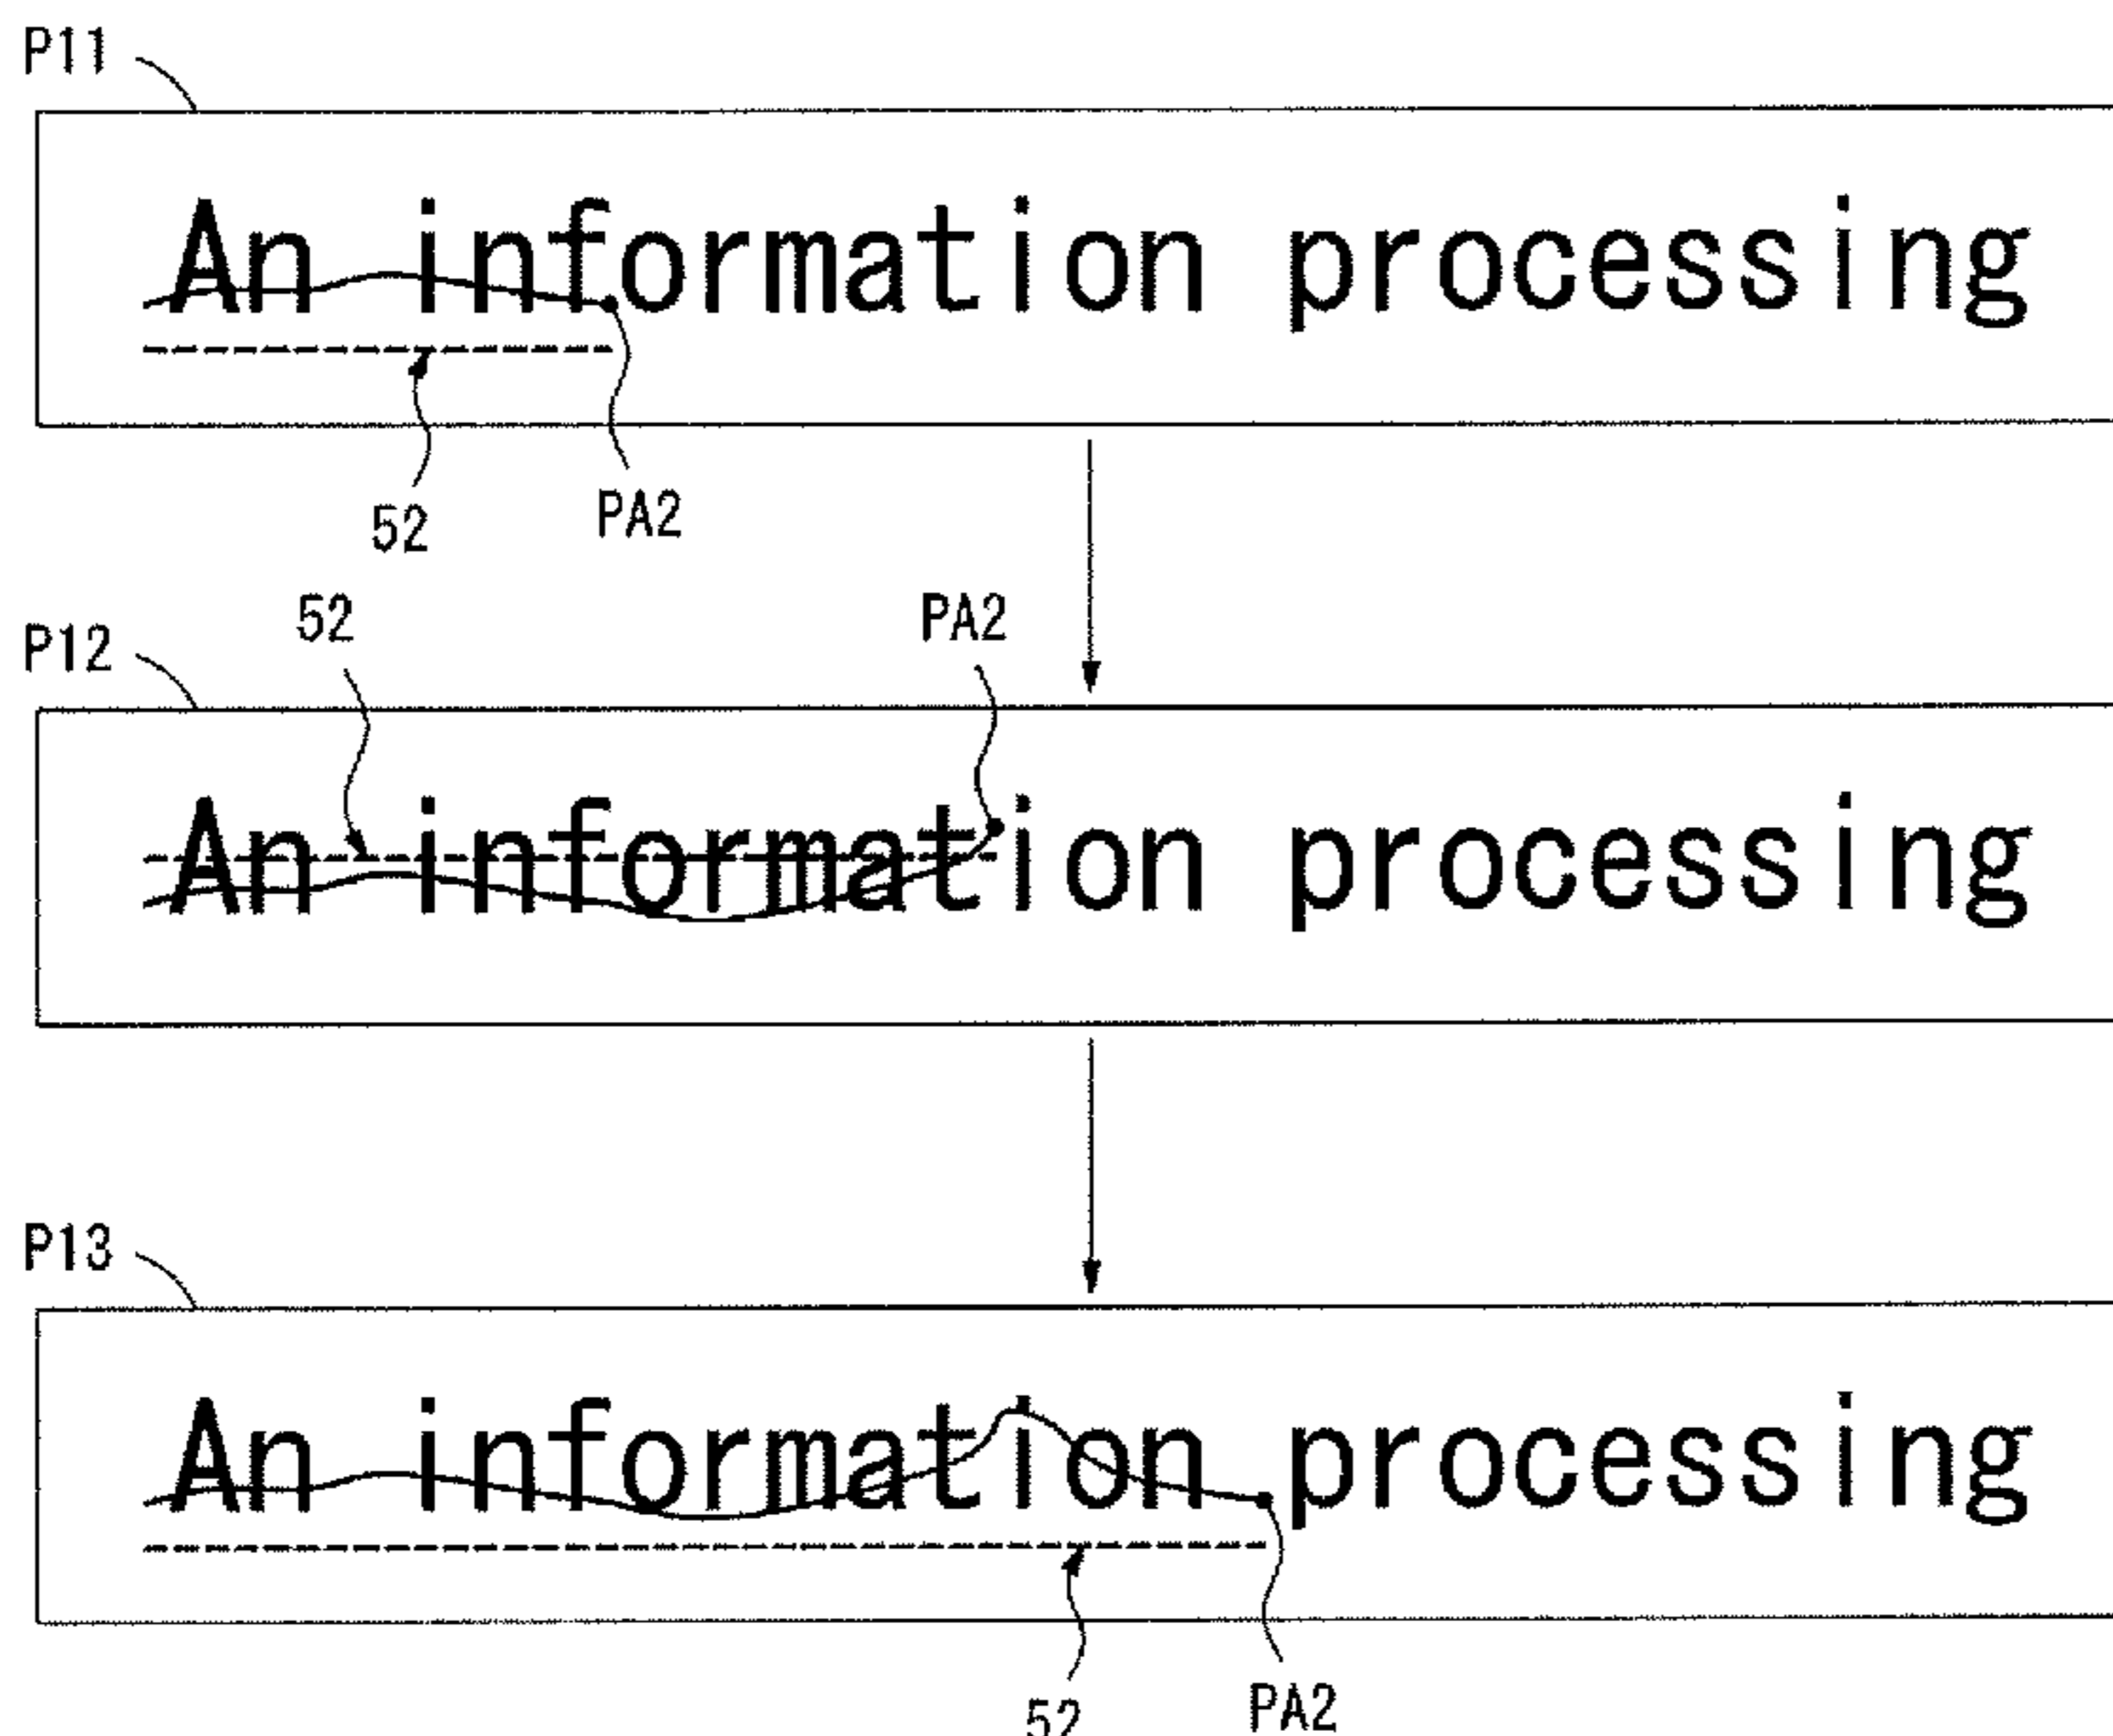 P11
An information processing
52 PA2
52 PA2
P12
An information processing
P13
An information processing
52 PA2